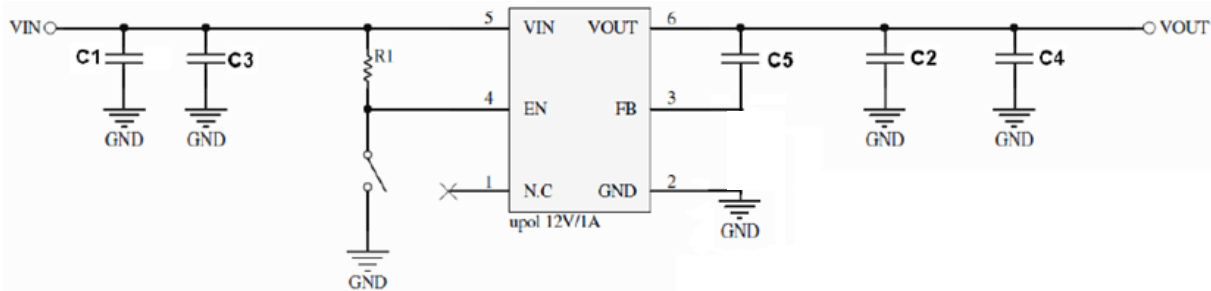 VIN
C1
GND
C3
GND
R1
GND
5
4
1
VIN
VOUT
EN
FB
N.C
GND
upol 12V/1A
6
3
2
C5
GND
C2
GND
C4
GND
VOUT